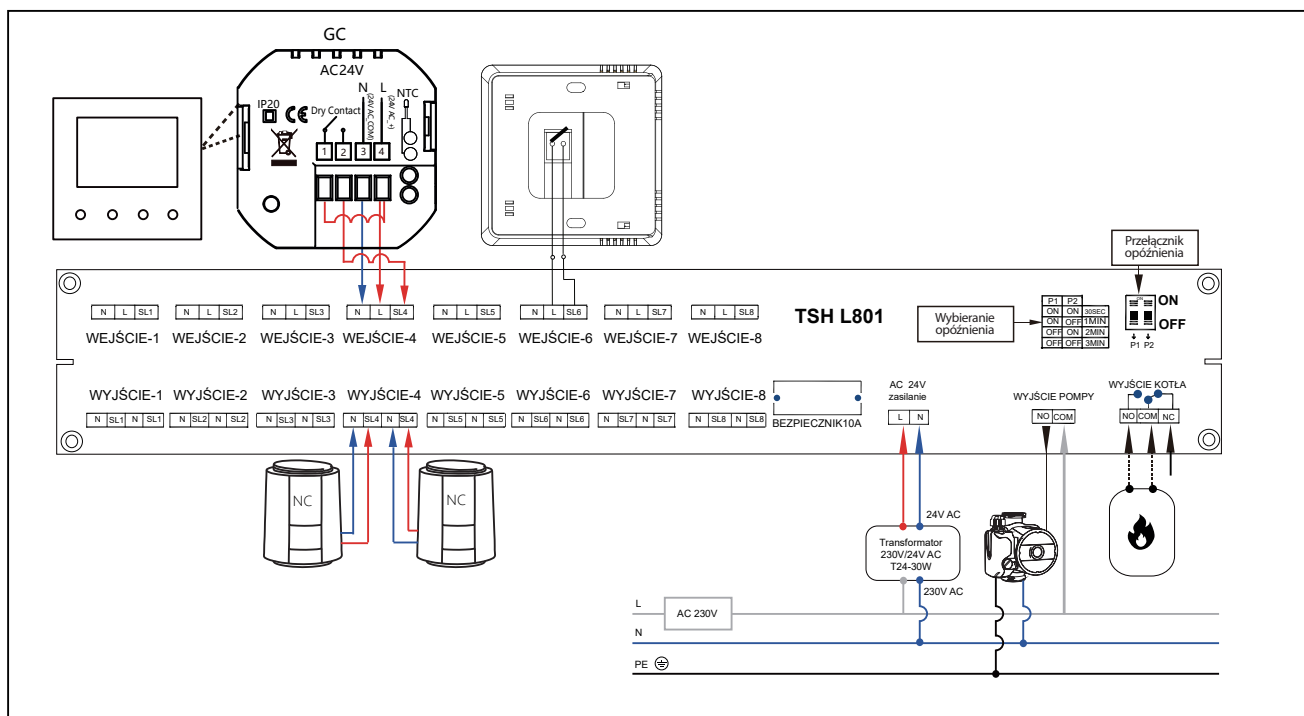 GC
AC24V
N L NTC
IP20
CE
Dry Contact
(24V AC_COM)
(24V AC_+)
1 2 3 4
Przełącznik
opóźnienia
N L SL1
N L SL2
N L SL3
N L SL4
N L SL5
N L SL6
N L SL7
N L SL8
WEJŚCIE-1
WEJŚCIE-2
WEJŚCIE-3
WEJŚCIE-4
WEJŚCIE-5
WEJŚCIE-6
WEJŚCIE-7
WEJŚCIE-8
TSH L801
Wybieranie
opóźnienia
P1 P2
ON ON 30SEC
ON OFF 1MIN
OFF ON 2MIN
OFF OFF 3MIN
ON
ON
OFF
P1 P2
WYJŚCIE-1
WYJŚCIE-2
WYJŚCIE-3
WYJŚCIE-4
WYJŚCIE-5
WYJŚCIE-6
WYJŚCIE-7
WYJŚCIE-8
N SL1 N SL1
N SL2 N SL2
N SL3 N SL3
N SL4 N SL4
N SL5 N SL5
N SL6 N SL6
N SL7 N SL7
N SL8 N SL8
BEZPIECZNIK10A
AC 24V
zasilanie
L N
WYJŚCIE POMPY
NO COM
WYJŚCIE KOTŁA
NO COM NC
NC
NC
24V AC
Transformator
230V/24V AC
T24-30W
230V AC
L
AC 230V
N
PE